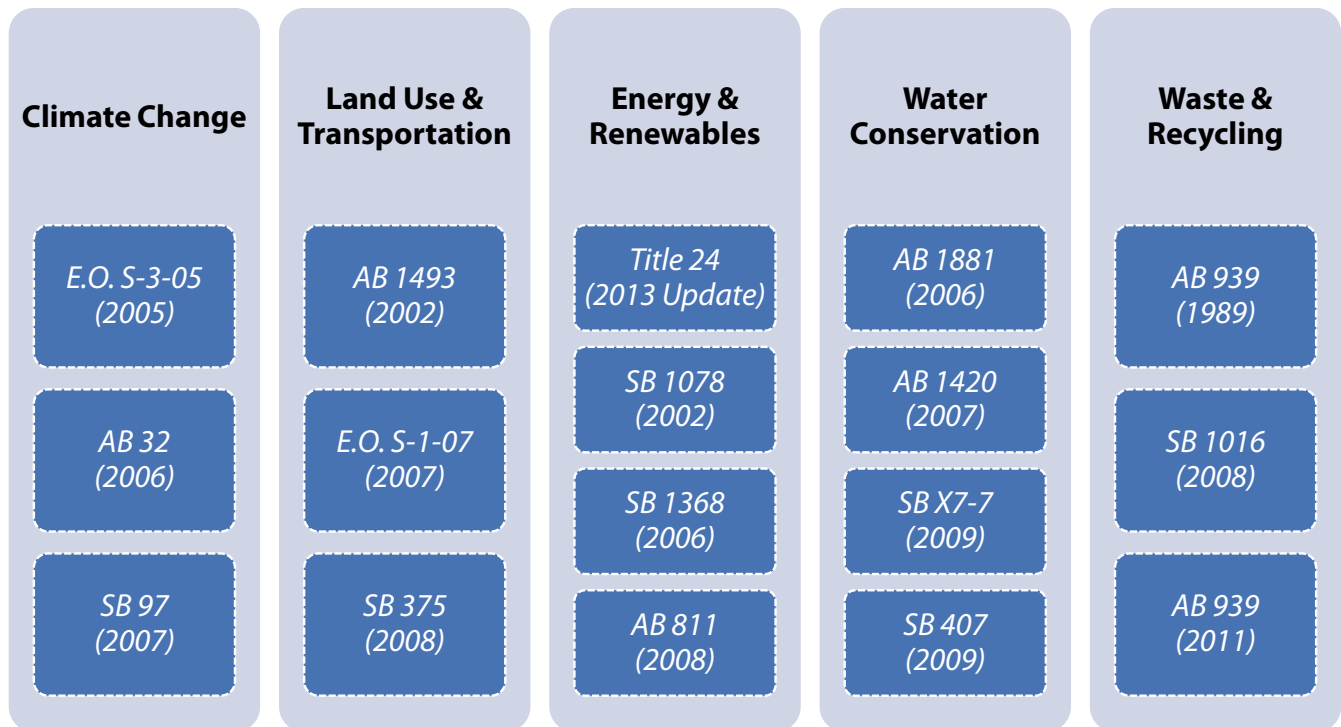 Climate Change
E.O. S-3-05
(2005)
AB 32
(2006)
SB 97
(2007)
Land Use &
Transportation
AB 1493
(2002)
E.O. S-1-07
(2007)
SB 375
(2008)
Energy &
Renewables
Title 24
(2013 Update)
SB 1078
(2002)
SB 1368
(2006)
AB 811
(2008)
Water
Conservation
AB 1881
(2006)
AB 1420
(2007)
SB X7-7
(2009)
SB 407
(2009)
Waste &
Recycling
AB 939
(1989)
SB 1016
(2008)
AB 939
(2011)